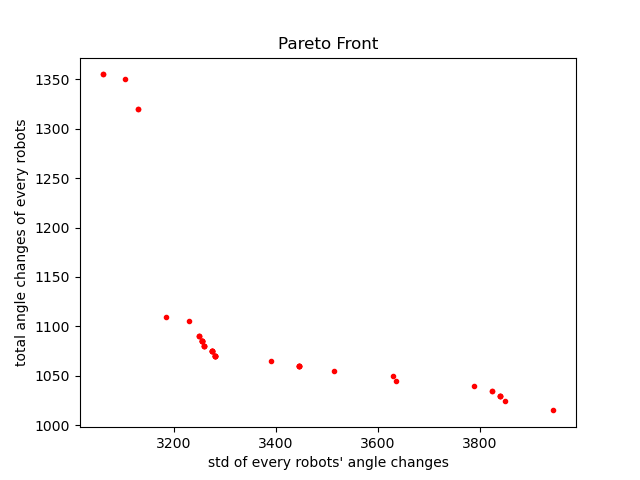 Pareto Front
total angle changes of every robots
1350
1300
1250
1200
1150
1100
1050
1000
3200 3400 3600 3800
std of every robots' angle changes